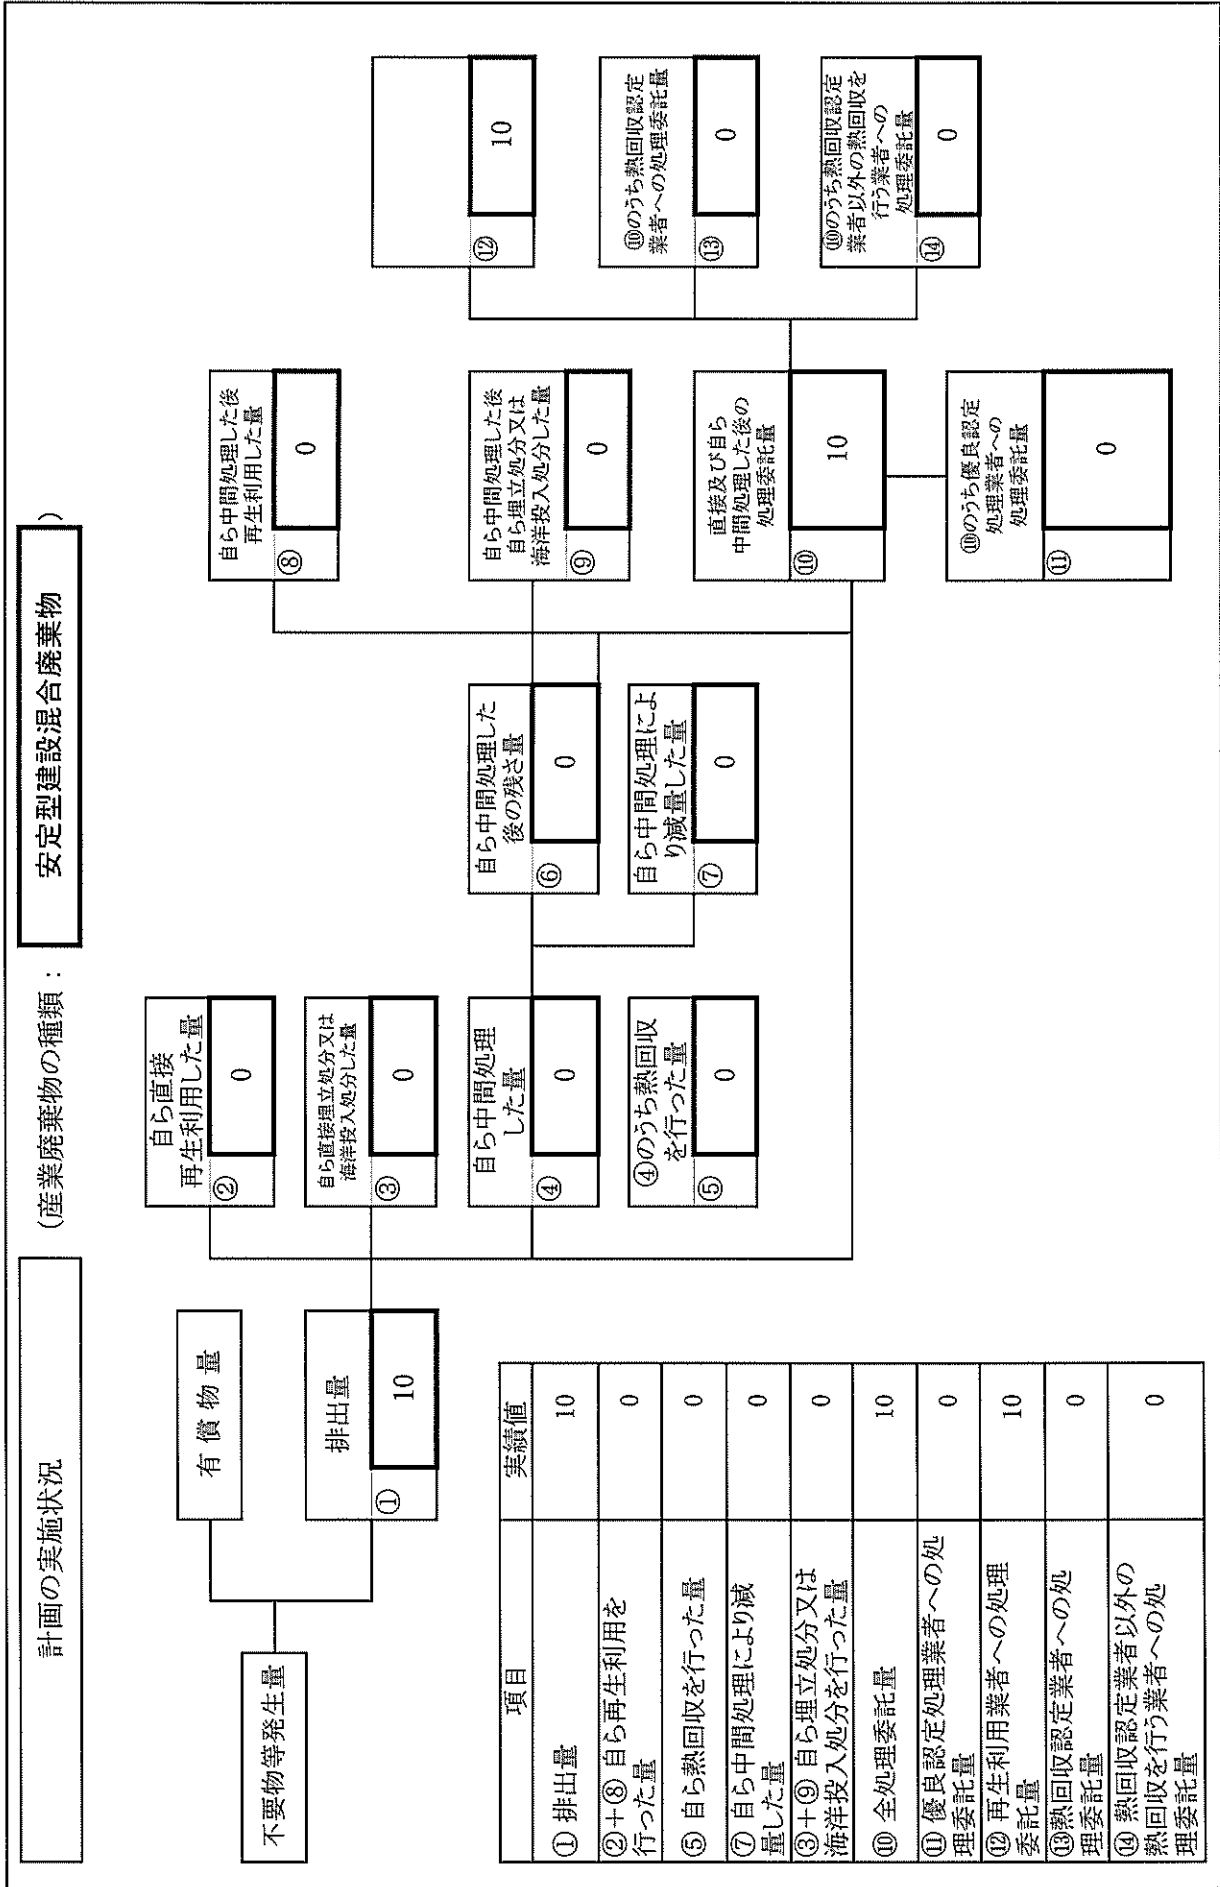 計画の実施状況
(産業廃棄物の種類：
安定型建設混合廃棄物
)
不要物等発生量
有償物量
排出量
①
10
自ら直接
再生利用した量
②
0
自ら直接埋立処分又は
海洋投入処分した量
③
0
自ら中間処理
した量
④
0
④のうち熱回収
を行った量
⑤
0
自ら中間処理した
後の残さ量
⑥
0
自ら中間処理によ
り減量した量
⑦
0
自ら中間処理した後
再生利用した量
⑧
0
自ら中間処理した後
自ら埋立処分又は
海洋投入処分した量
⑨
0
直接及び自ら
中間処理した後の
処理委託量
⑩
10
⑩のうち優良認定
処理業者への
処理委託量
⑪
0
⑫
10
⑩のうち熱回収認定
業者への処理委託量
⑬
0
⑩のうち熱回収認定
業者以外の熱回収を
行う業者への
処理委託量
⑭
0
項目 実績値
①排出量 10
②＋⑧自ら再生利用を
行った量 0
⑤自ら熱回収を行った量 0
⑦自ら中間処理により減
量した量 0
③＋⑨自ら埋立処分又は
海洋投入処分を行った量 0
⑩全処理委託量 10
⑪優良認定処理業者への処
理委託量 0
⑫再生利用業者への処理
委託量 10
⑬熱回収認定業者への処
理委託量 0
⑭熱回収認定業者以外の
熱回収を行う業者への処
理委託量 0